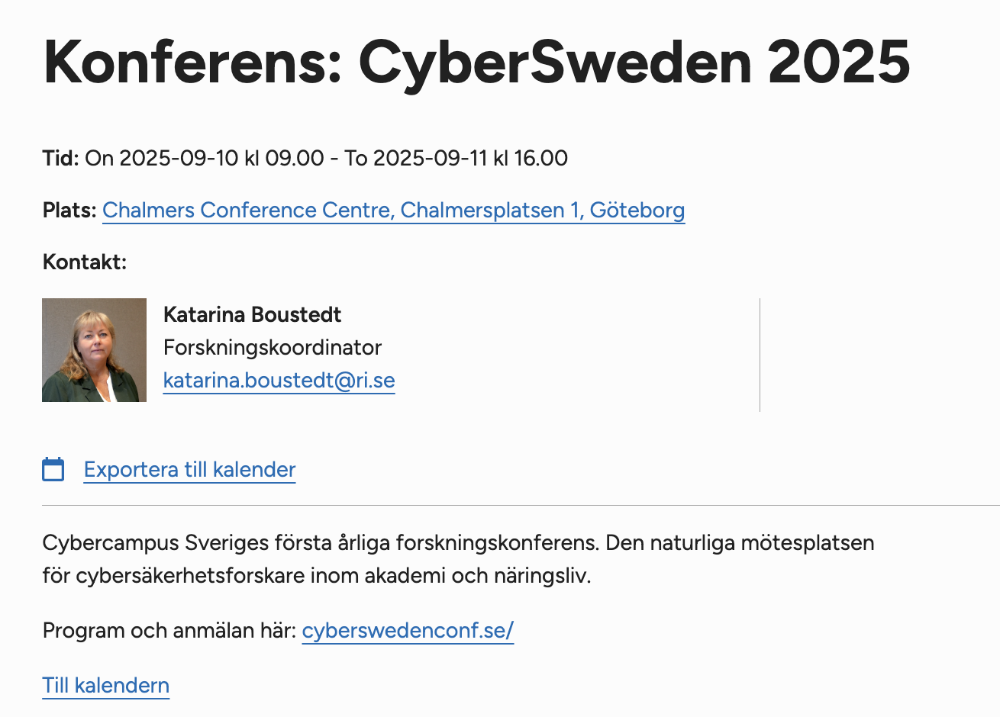 Konferens: CyberSweden 2025
Tid: On 2025-09-10 kl 09.00 - To 2025-09-11 kl 16.00
Plats: Chalmers Conference Centre, Chalmersplatsen 1, Göteborg
Kontakt:
Katarina Boustedt
Forskningskoordinator
katarina.boustedt@ri.se
Exportera till kalender
Cybercampus Sveriges första årliga forskningskonferens. Den naturliga mötesplatsen
för cybersäkerhetsforskare inom akademi och näringsliv.
Program och anmälan här: cyberswedenconf.se/
Till kalendern